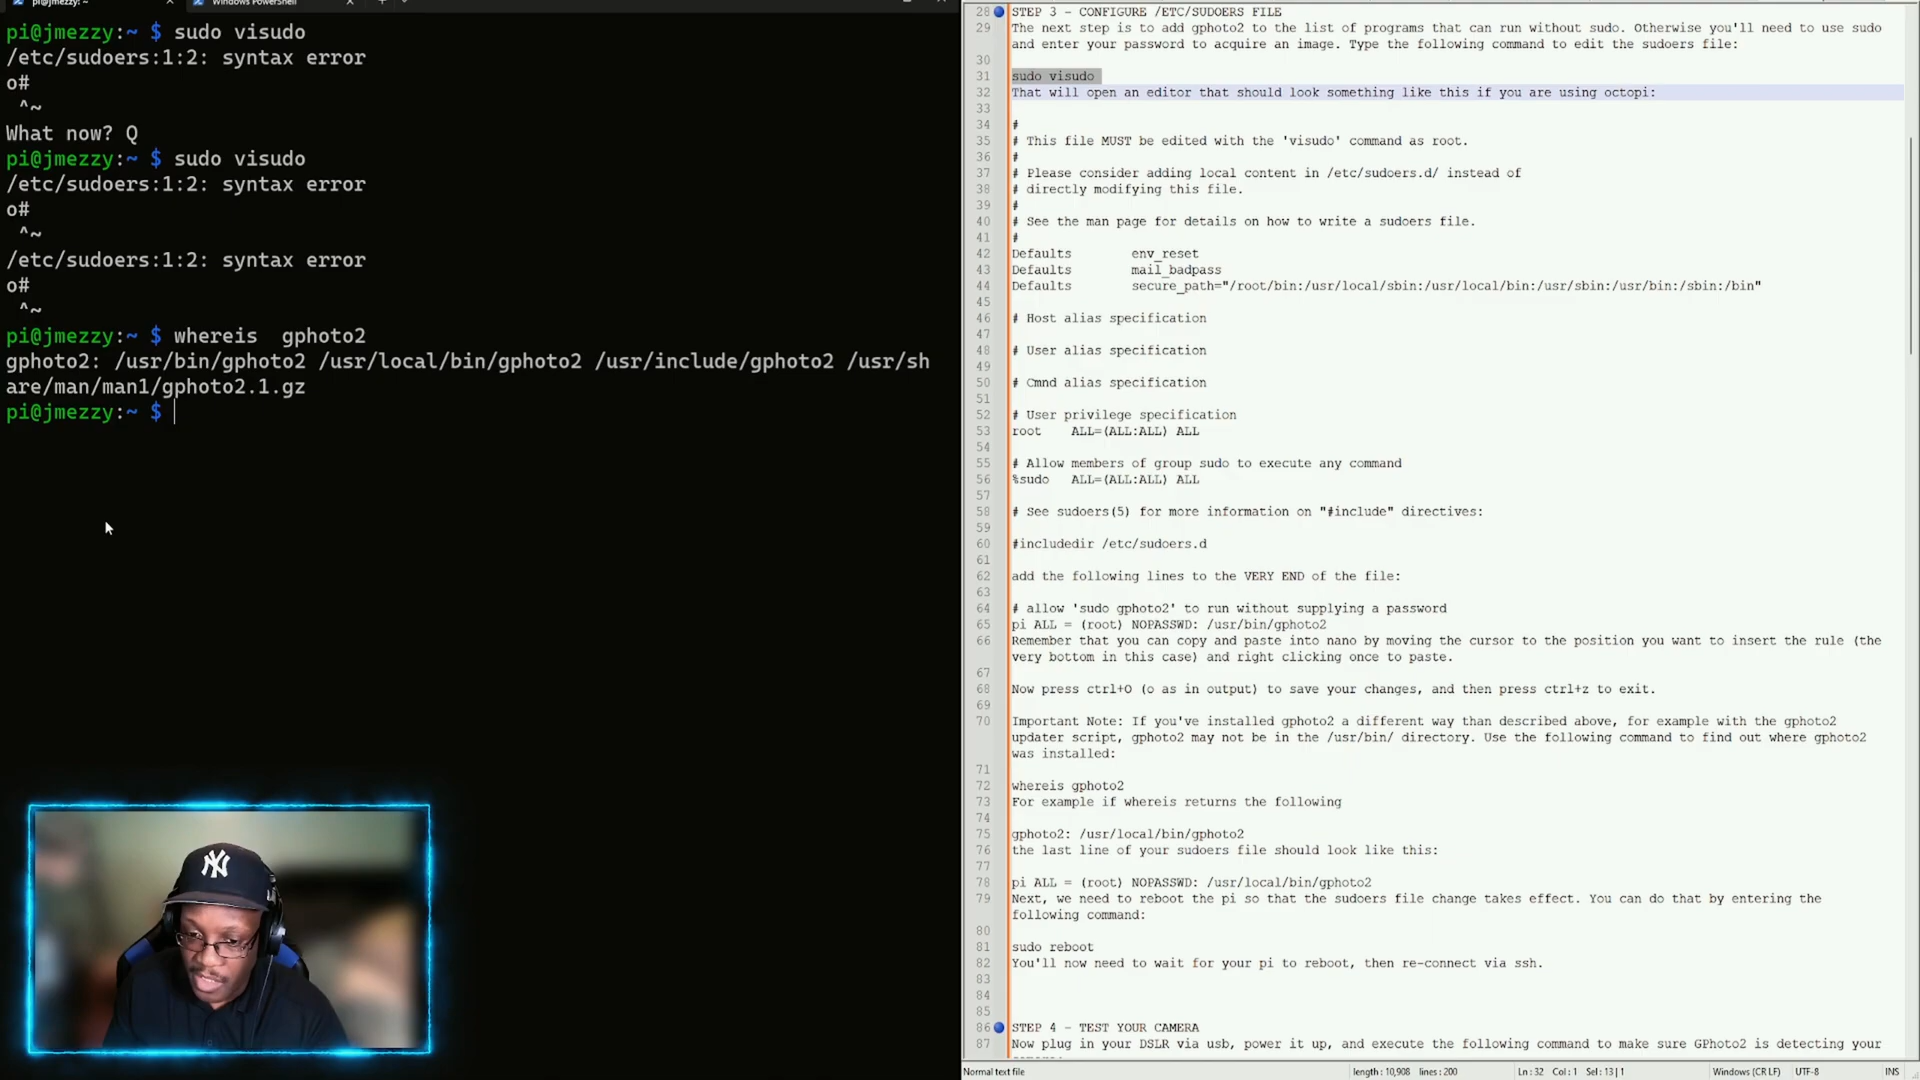 pi@jmezzy: ~
Windows PowerShell
pi@jmezzy:~ $ sudo visudo
/etc/sudoers:1:2: syntax error
o#
^~
What now? Q
pi@jmezzy:~ $ sudo visudo
/etc/sudoers:1:2: syntax error
o#
^~
/etc/sudoers:1:2: syntax error
o#
^~
pi@jmezzy:~ $ whereis  gphoto2
gphoto2: /usr/bin/gphoto2 /usr/local/bin/gphoto2 /usr/include/gphoto2 /usr/sh
are/man/man1/gphoto2.1.gz
pi@jmezzy:~ $
NY
28 STEP 3 - CONFIGURE /ETC/SUDOERS FILE
29 The next step is to add gphoto2 to the list of programs that can run without sudo. Otherwise you'll need to use sudo
and enter your password to acquire an image. Type the following command to edit the sudoers file:
30
31 sudo visudo
32 That will open an editor that should look something like this if you are using octopi:
33
34 #
35 # This file MUST be edited with the 'visudo' command as root.
36 #
37 # Please consider adding local content in /etc/sudoers.d/ instead of
38 # directly modifying this file.
39 #
40 # See the man page for details on how to write a sudoers file.
41 #
42 Defaults        env_reset
43 Defaults        mail_badpass
44 Defaults        secure_path="/root/bin:/usr/local/sbin:/usr/local/bin:/usr/sbin:/usr/bin:/sbin:/bin"
45
46 # Host alias specification
47
48 # User alias specification
49
50 # Cmnd alias specification
51
52 # User privilege specification
53 root    ALL=(ALL:ALL) ALL
54
55 # Allow members of group sudo to execute any command
56 %sudo   ALL=(ALL:ALL) ALL
57
58 # See sudoers(5) for more information on "#include" directives:
59
60 #includedir /etc/sudoers.d
61
62 add the following lines to the VERY END of the file:
63
64 # allow 'sudo gphoto2' to run without supplying a password
65 pi ALL = (root) NOPASSWD: /usr/bin/gphoto2
66 Remember that you can copy and paste into nano by moving the cursor to the position you want to insert the rule (the
very bottom in this case) and right clicking once to paste.
67
68 Now press ctrl+O (o as in output) to save your changes, and then press ctrl+z to exit.
69
70 Important Note: If you've installed gphoto2 a different way than described above, for example with the gphoto2
updater script, gphoto2 may not be in the /usr/bin/ directory. Use the following command to find out where gphoto2
was installed:
71
72 whereis gphoto2
73 For example if whereis returns the following
74
75 gphoto2: /usr/local/bin/gphoto2
76 the last line of your sudoers file should look like this:
77
78 pi ALL = (root) NOPASSWD: /usr/local/bin/gphoto2
79 Next, we need to reboot the pi so that the sudoers file change takes effect. You can do that by entering the
following command:
80
81 sudo reboot
82 You'll now need to wait for your pi to reboot, then re-connect via ssh.
83
84
85
86 STEP 4 - TEST YOUR CAMERA
87 Now plug in your DSLR via usb, power it up, and execute the following command to make sure GPhoto2 is detecting your
Normal text file
length : 10,908   lines : 200
Ln : 32   Col : 1   Sel : 13 | 1
Windows (CR LF)
UTF-8
INS